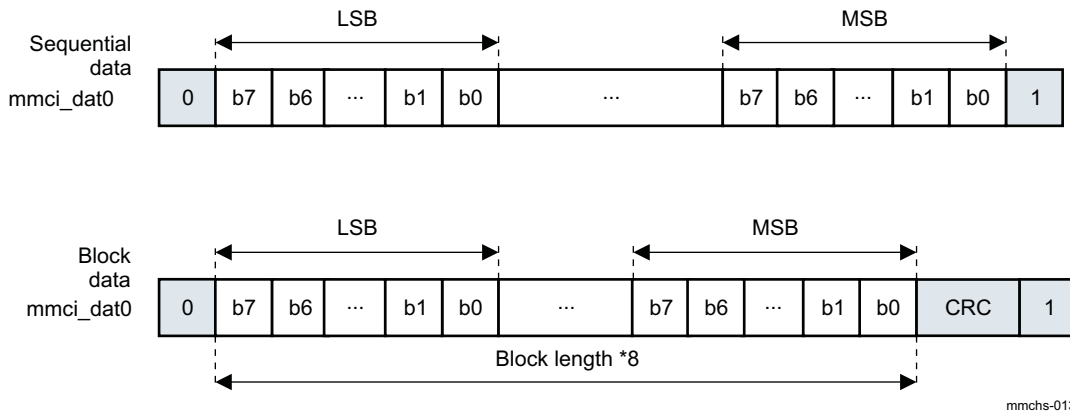 LSB MSB
Sequential
data
mmci_dat0 0 b7 b6 ... b1 b0 ... b7 b6 ... b1 b0 1
LSB MSB
Block
data
mmci_dat0 0 b7 b6 ... b1 b0 ... b7 b6 ... b1 b0 CRC 1
Block length *8